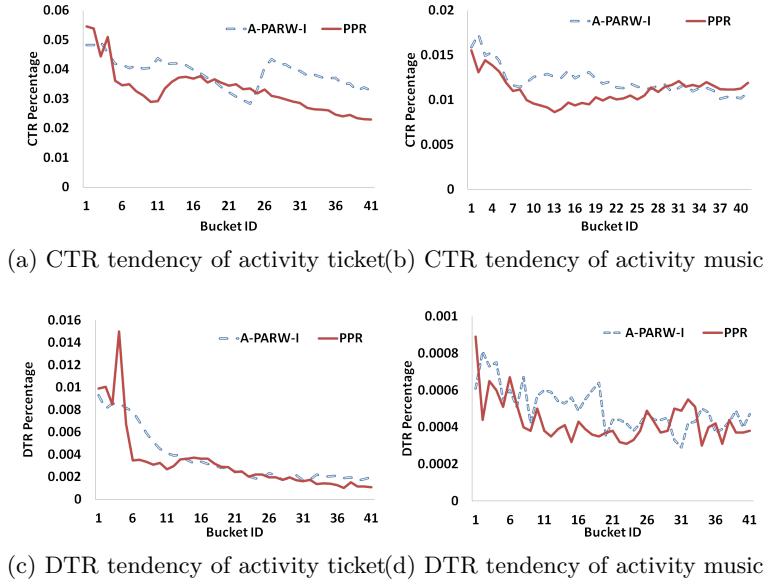 0.06
0.05
0.04
0.03
0.02
0.01
0
CTR Percentage
A-PARW-I PPR
1 6 11 16 21 26 31 36 41
Bucket ID
(a) CTR tendency of activity ticket
0.02
0.015
0.01
0.005
0
CTR Percentage
A-PARW-I PPR
1 4 7 10 13 16 19 22 25 28 31 34 37 40
Bucket ID
(b) CTR tendency of activity music
0.016
0.014
0.012
0.01
0.008
0.006
0.004
0.002
0
DTR Percentage
A-PARW-I PPR
1 6 11 16 21 26 31 36 41
Bucket ID
(c) DTR tendency of activity ticket
0.001
0.0008
0.0006
0.0004
0.0002
0
DTR Percentage
A-PARW-I PPR
1 6 11 16 21 26 31 36 41
Bucket ID
(d) DTR tendency of activity music